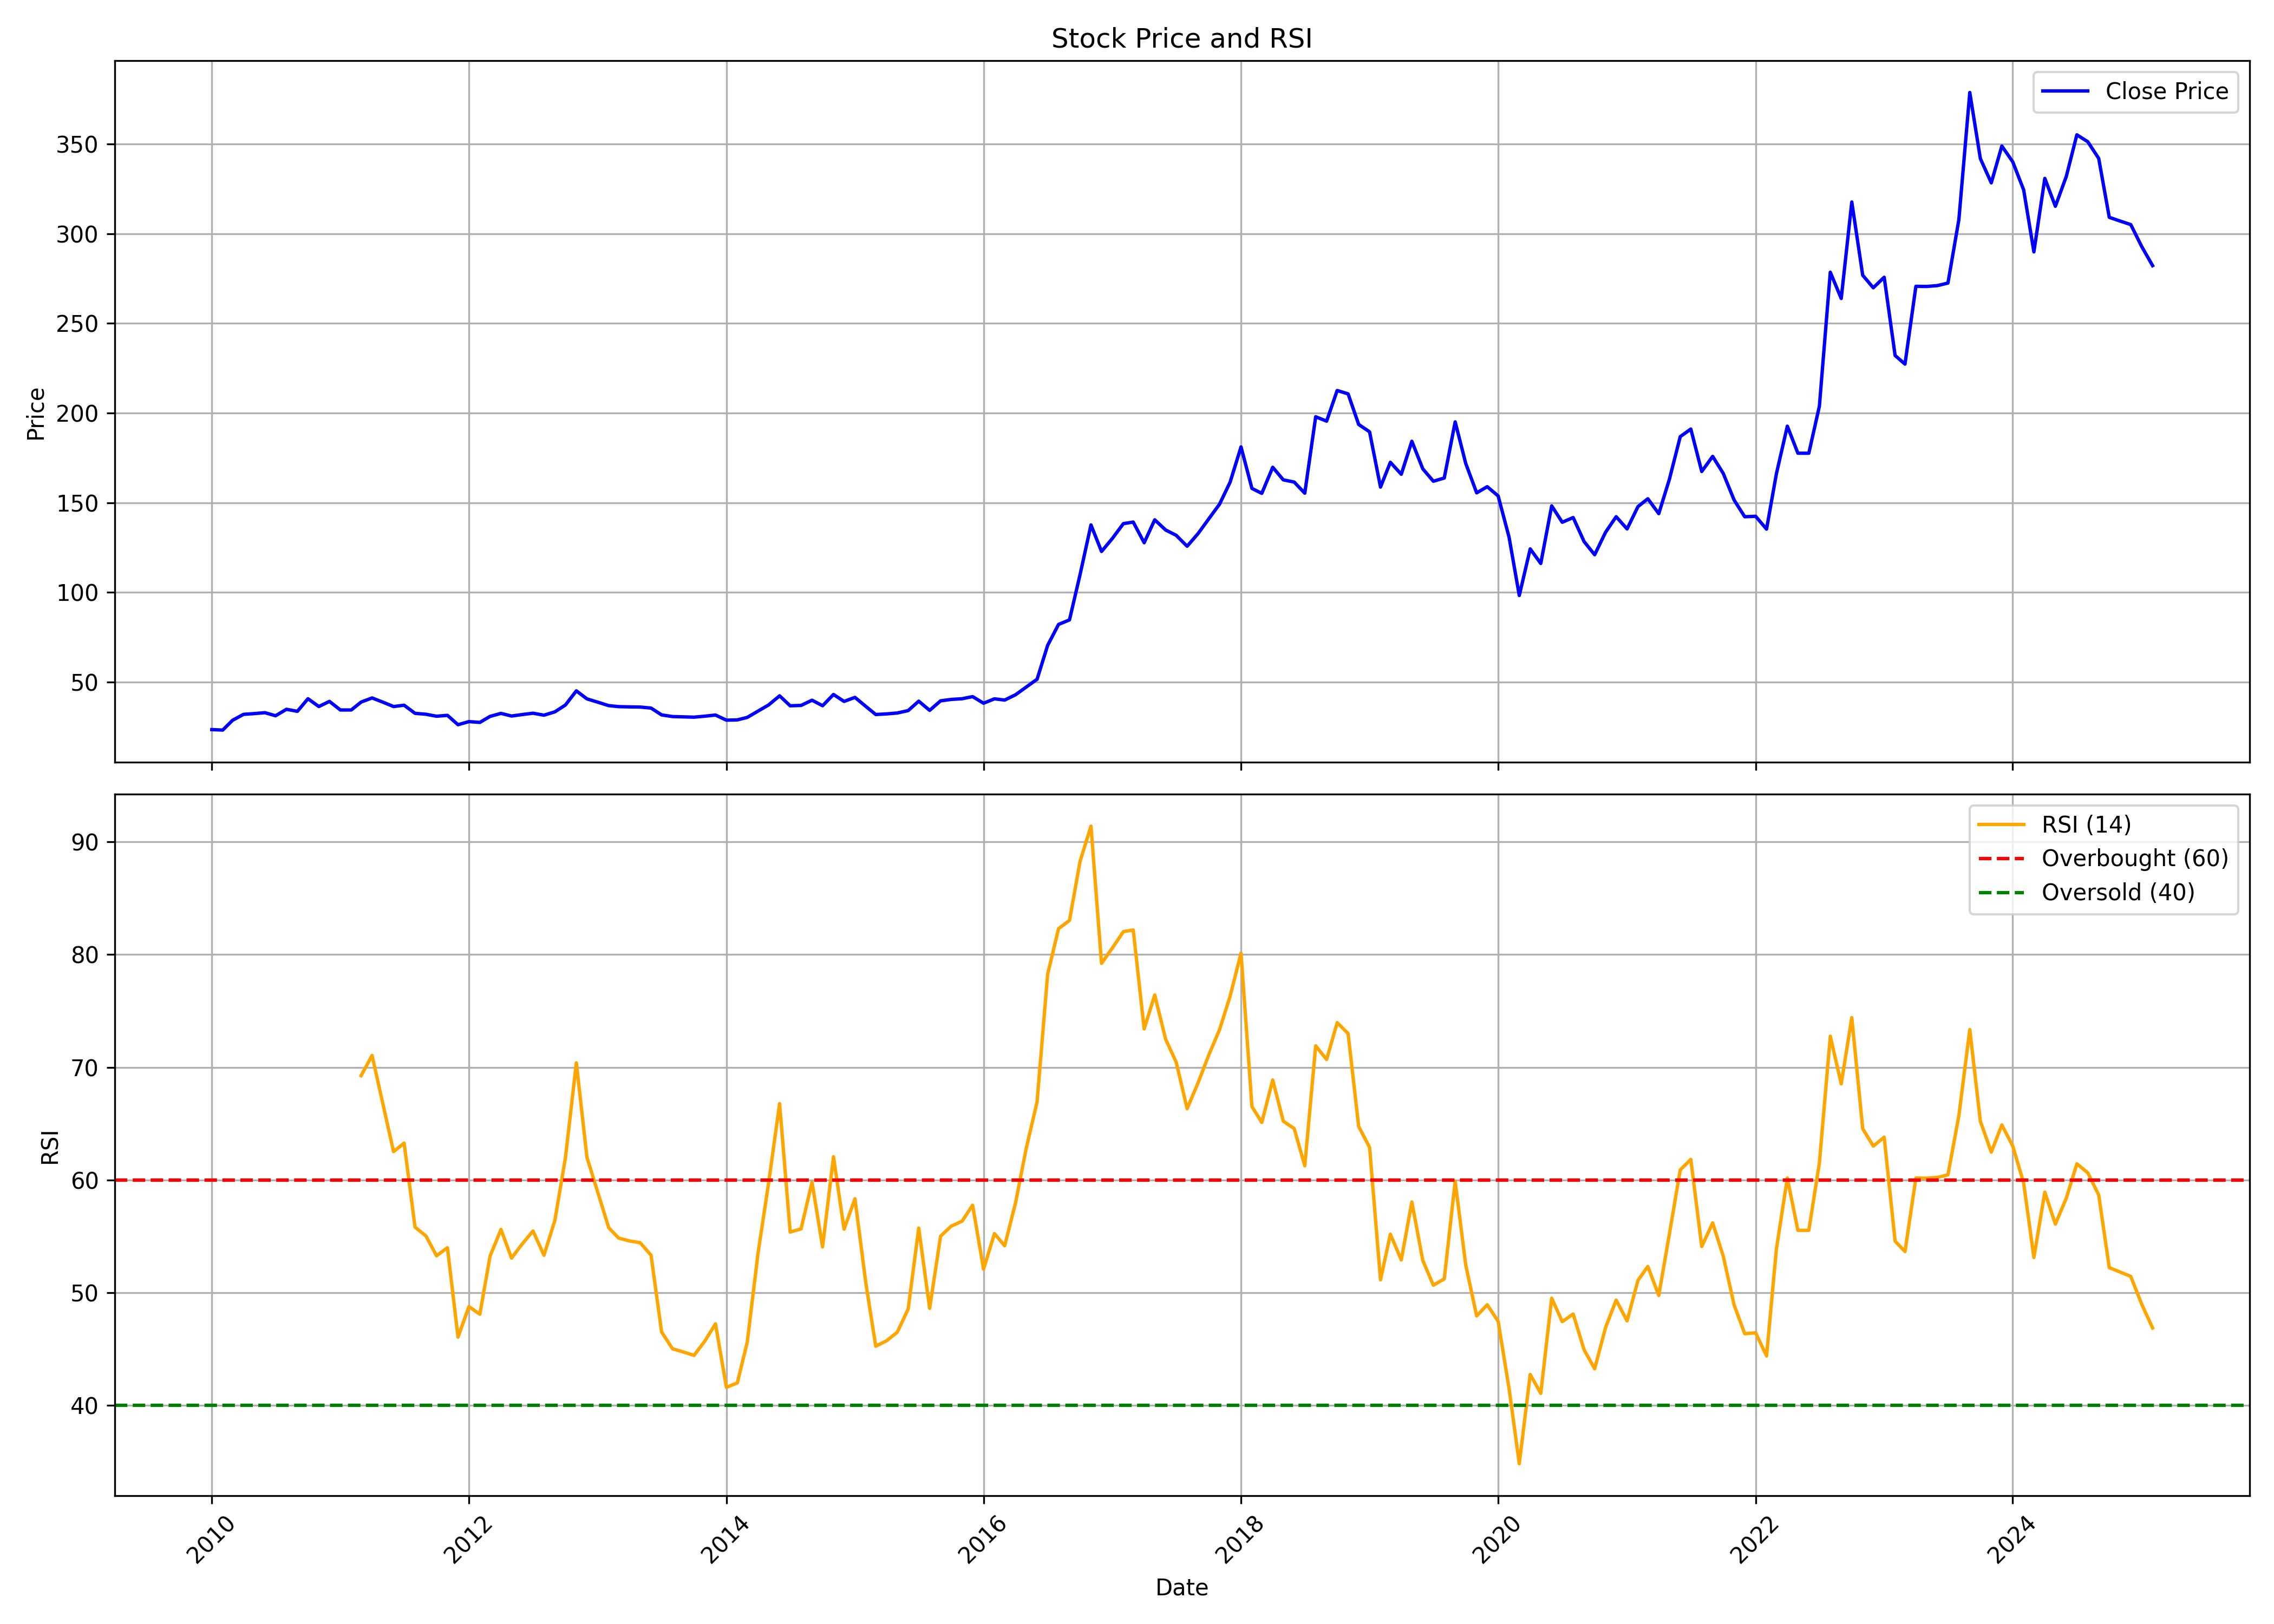 Stock Price and RSI
Close Price
350
300
250
200
150
100
50
Price
RSI (14)
Overbought (60)
Oversold (40)
90
80
70
60
50
40
RSI
2010
2012
2014
2016
2018
2020
2022
2024
Date